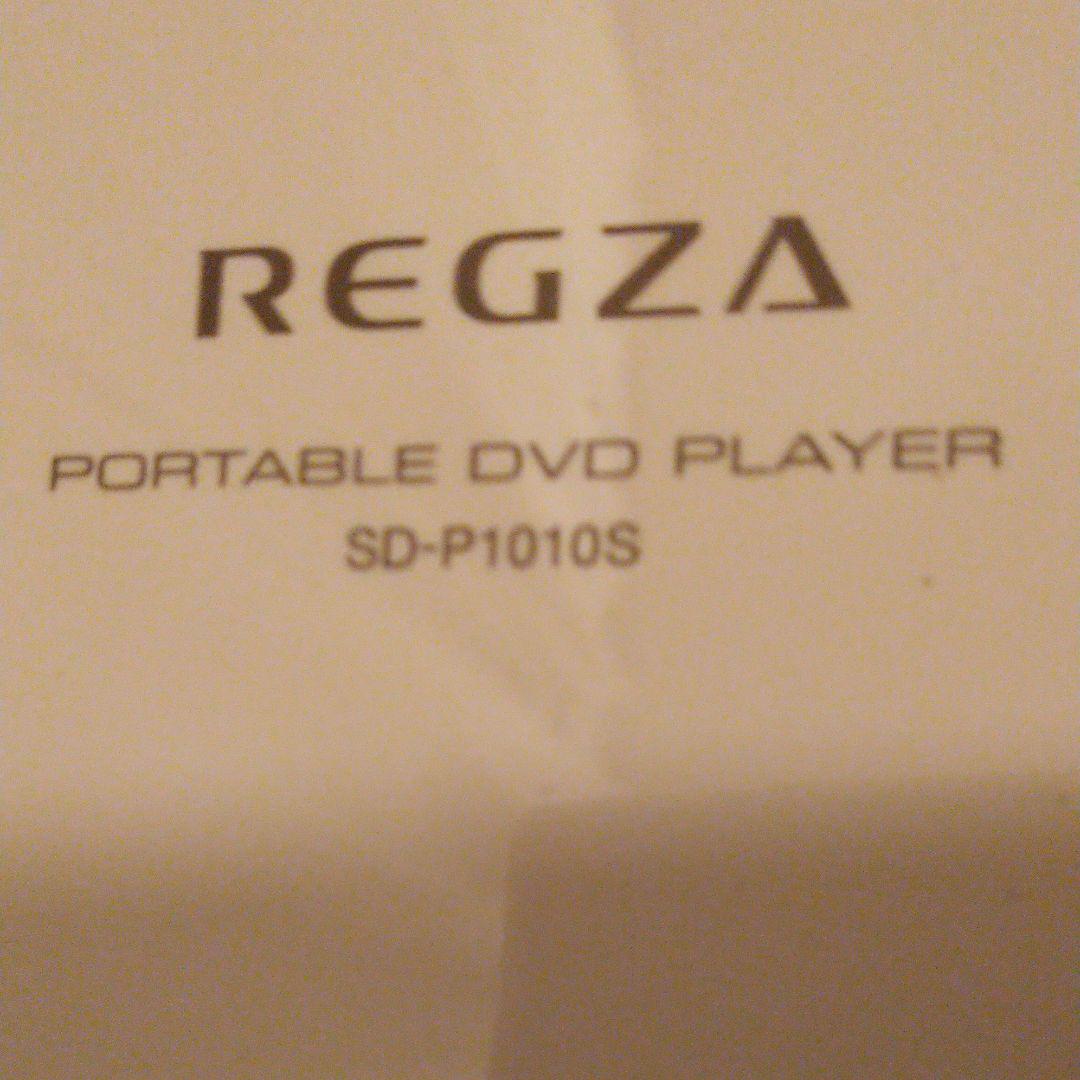 REGZA
PORTABLE DVD PLAYER
SD-P1010S